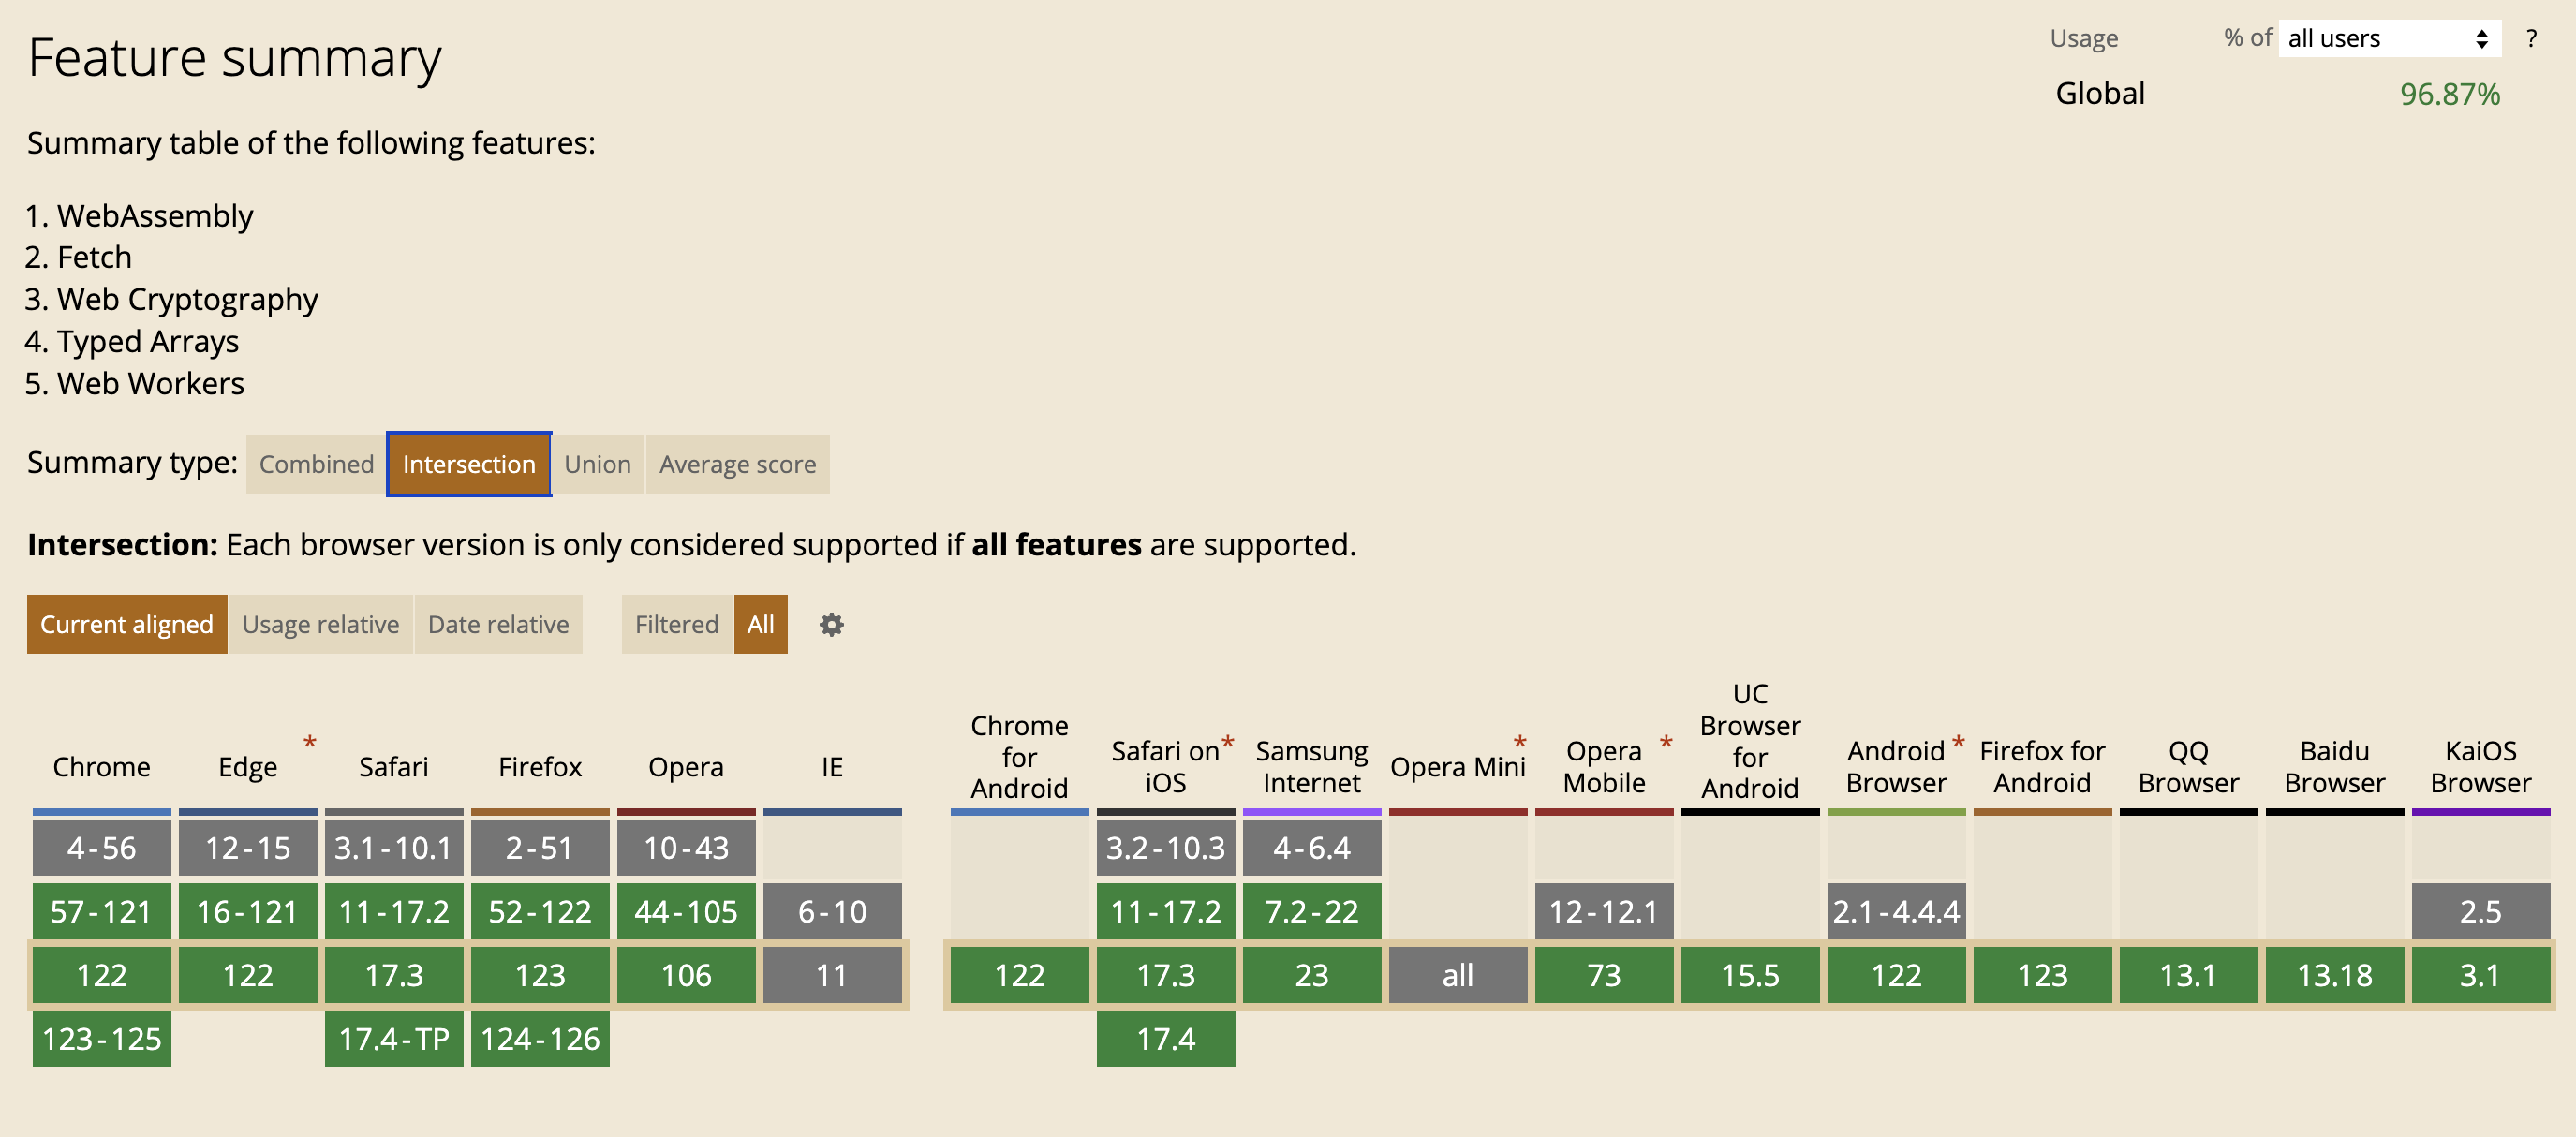 Feature summary
Usage % of all users ?
Global 96.87%
Summary table of the following features:
1. WebAssembly
2. Fetch
3. Web Cryptography
4. Typed Arrays
5. Web Workers
Summary type: Combined Intersection Union Average score
Intersection: Each browser version is only considered supported if all features are supported.
Current aligned Usage relative Date relative Filtered All
Chrome
Edge *
Safari
Firefox
Opera
IE
Chrome
for
Android
Safari on *
iOS
Samsung
Internet
Opera Mini *
Opera *
Mobile
UC
Browser
for
Android
Android *
Browser
Firefox for
Android
QQ
Browser
Baidu
Browser
KaiOS
Browser
4-56 12-15 3.1-10.1 2-51 10-43 3.2-10.3 4-6.4
57-121 16-121 11-17.2 52-122 44-105 6-10 11-17.2 7.2-22 12-12.1 2.1-4.4.4 2.5
122 122 17.3 123 106 11 122 17.3 23 all 73 15.5 122 123 13.1 13.18 3.1
123-125 17.4-TP 124-126 17.4